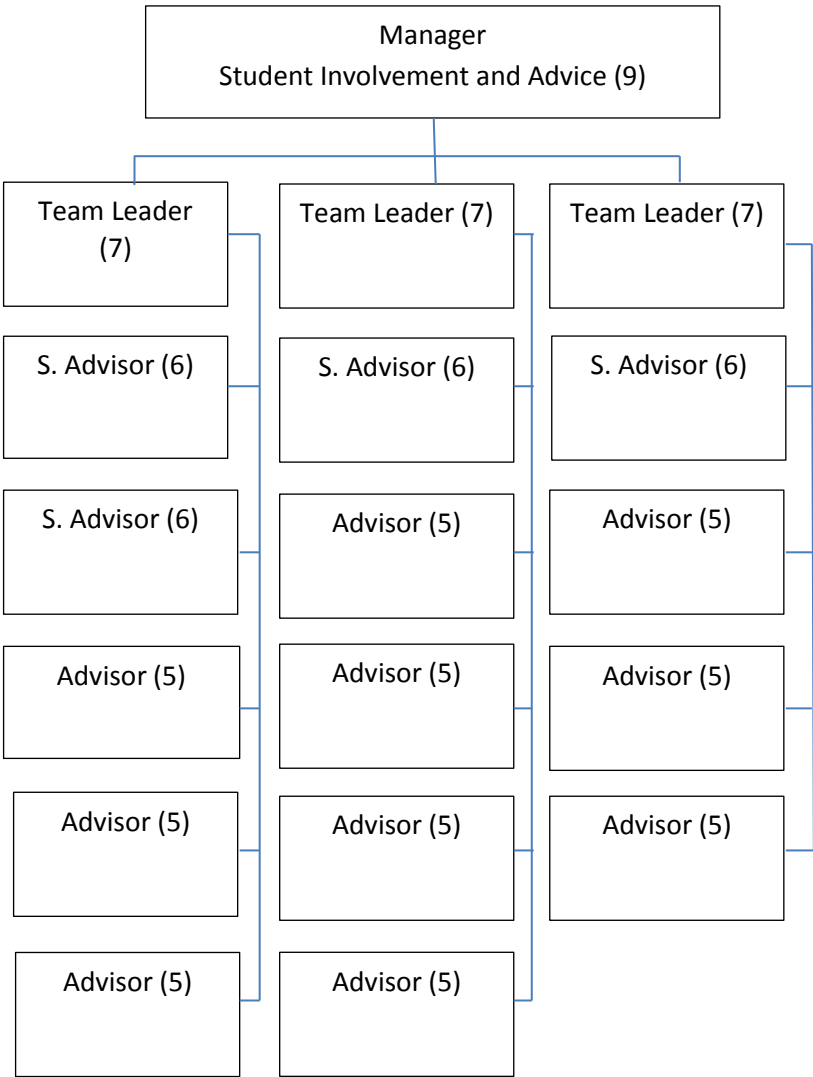 Manager
Student Involvement and Advice (9)
Team Leader
(7)
Team Leader (7)
Team Leader (7)
S. Advisor (6)
S. Advisor (6)
S. Advisor (6)
S. Advisor (6)
Advisor (5)
Advisor (5)
Advisor (5)
Advisor (5)
Advisor (5)
Advisor (5)
Advisor (5)
Advisor (5)
Advisor (5)
Advisor (5)